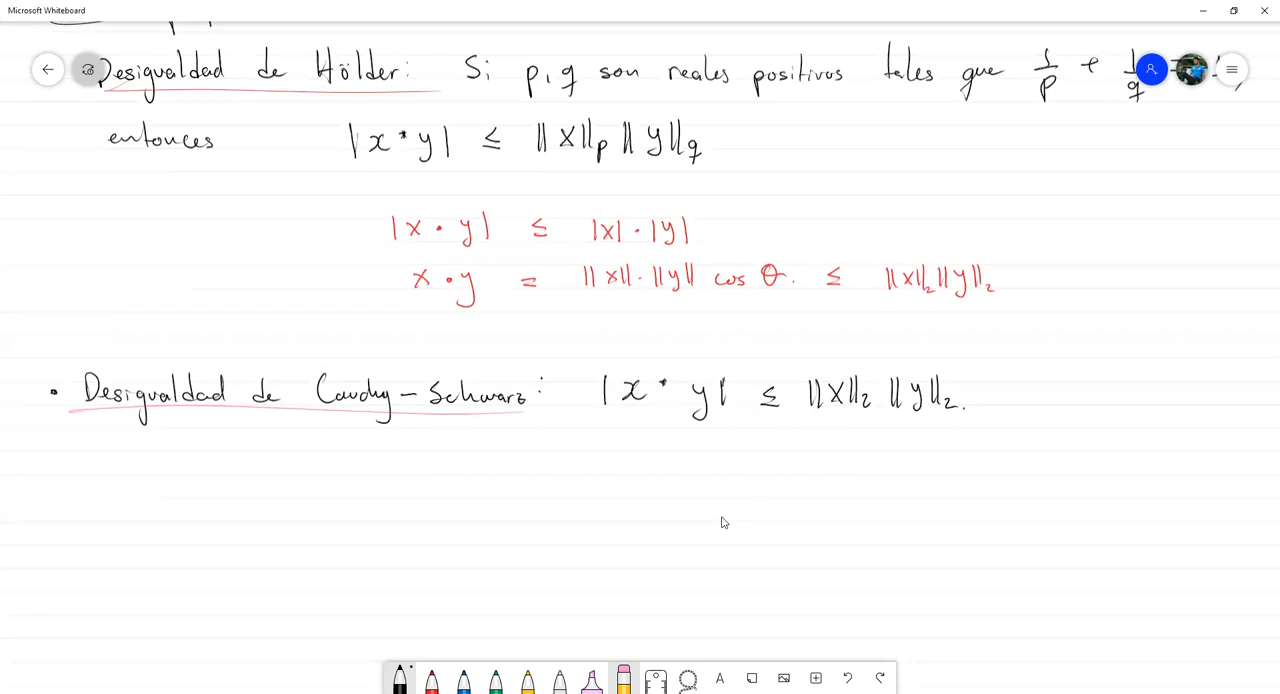 Microsoft Whiteboard
Desigualdad de Hölder: Si p, q son reales positivos tales que 1/p + 1/q
entonces |x * y| ≤ ||x||p ||y||q
|x · y| ≤ |x| · |y|
x · y = ||x|| · ||y|| cos θ. ≤ ||x||₂ ||y||₂
• Desigualdad de Cauchy – Schwarz: |x * y| ≤ ||x||₂ ||y||₂.
A